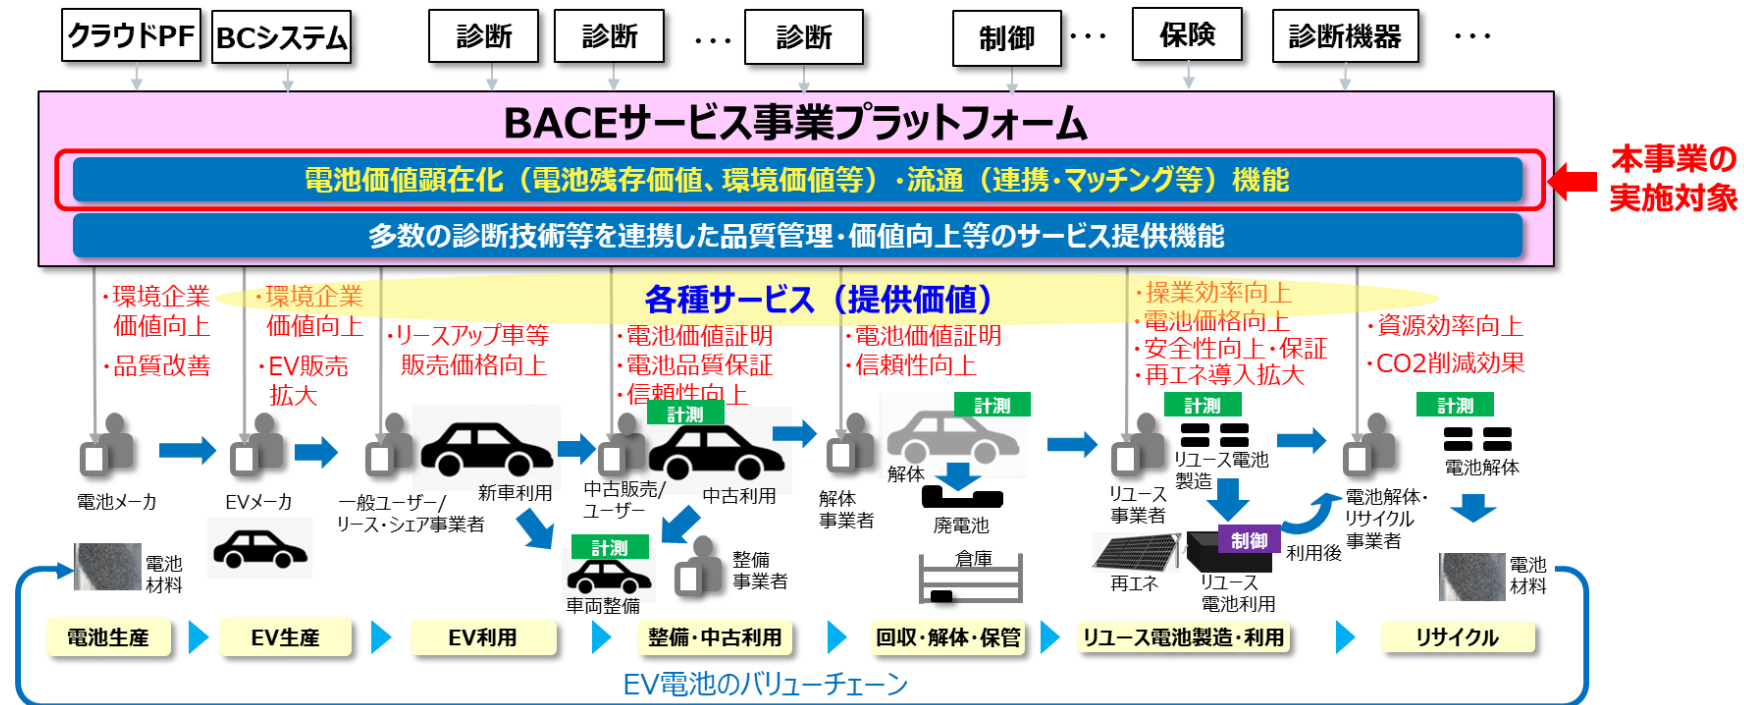 クラウドPF
BCシステム
診断
診断
・・・
診断
制御
・・・
保険
診断機器
・・・
BACEサービス事業プラットフォーム
電池価値顕在化（電池残存価値、環境価値等）・流通（連携・マッチング等）機能
多数の診断技術等を連携した品質管理・価値向上等のサービス提供機能
本事業の
実施対象
各種サービス（提供価値）
・環境企業
価値向上
・品質改善
・環境企業
価値向上
・EV販売
拡大
・リースアップ車等
販売価格向上
・電池価値証明
・電池品質保証
・信頼性向上
・電池価値証明
・信頼性向上
・操業効率向上
・電池価格向上
・安全性向上・保証
・再エネ導入拡大
・資源効率向上
・CO2削減効果
計測
計測
計測
計測
電池メーカ
EVメーカ
一般ユーザー/
リース・シェア事業者
新車利用
中古販売/
ユーザー
中古利用
解体
事業者
解体
廃電池
リユース
事業者
リユース電池
製造
電池解体・
リサイクル
事業者
電池解体
電池
材料
計測
車両整備
整備
事業者
倉庫
再エネ
制御
リユース
電池利用
利用後
電池
材料
電池生産
EV生産
EV利用
整備・中古利用
回収・解体・保管
リユース電池製造・利用
リサイクル
EV電池のバリューチェーン